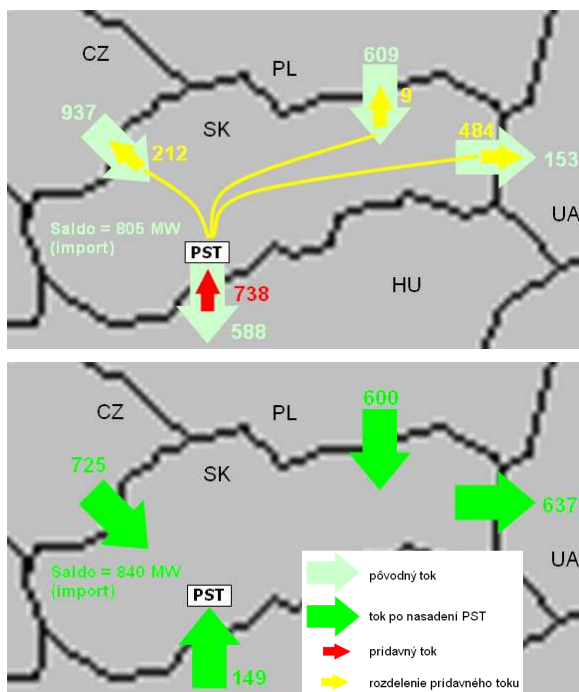 CZ
PL
609
9
937
SK
212
484
153
Saldo = 805 MW
(import)
UA
PST
738
HU
588
CZ
PL
600
725
SK
637
Saldo = 840 MW
(import)
UA
PST
149
pôvodný tok
tok po nasadení PST
prídavný tok
rozdelenie prídavného toku